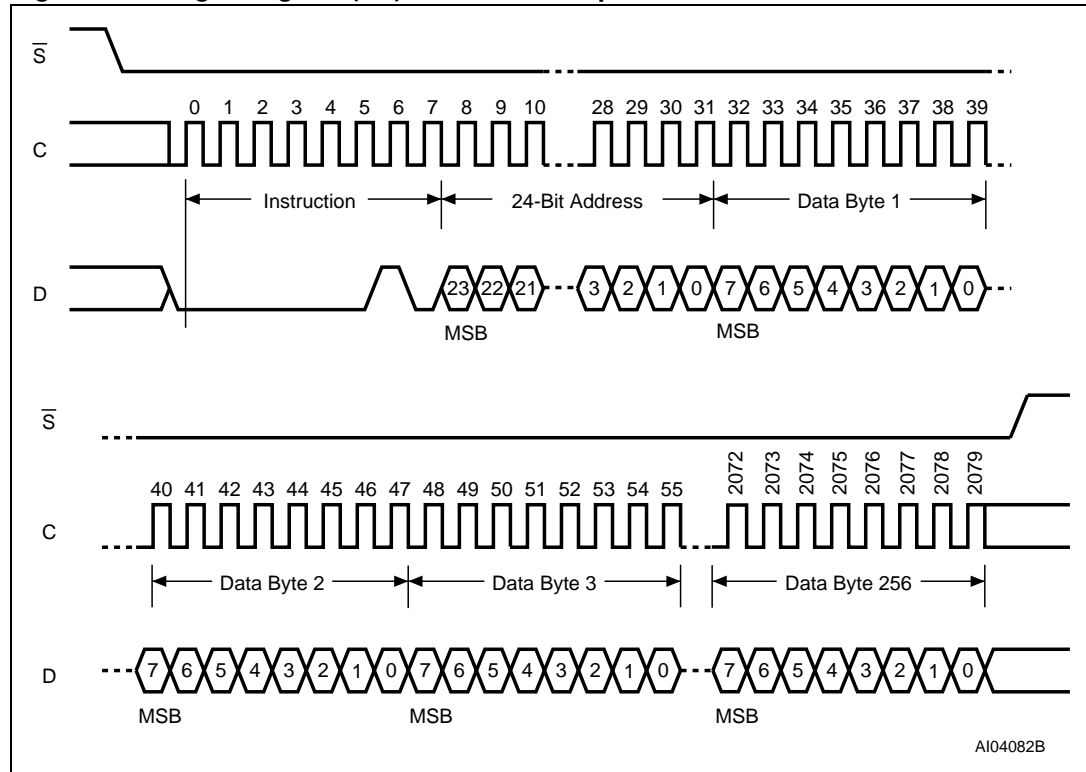 S
0 1 2 3 4 5 6 7 8 9 10 28 29 30 31 32 33 34 35 36 37 38 39
C
Instruction 24-Bit Address Data Byte 1
D 23 22 21 3 2 1 0 7 6 5 4 3 2 1 0
MSB MSB
S
40 41 42 43 44 45 46 47 48 49 50 51 52 53 54 55 2072 2073 2074 2075 2076 2077 2078 2079
C
Data Byte 2 Data Byte 3 Data Byte 256
D 7 6 5 4 3 2 1 0 7 6 5 4 3 2 1 0 7 6 5 4 3 2 1 0
MSB MSB MSB
AI04082B